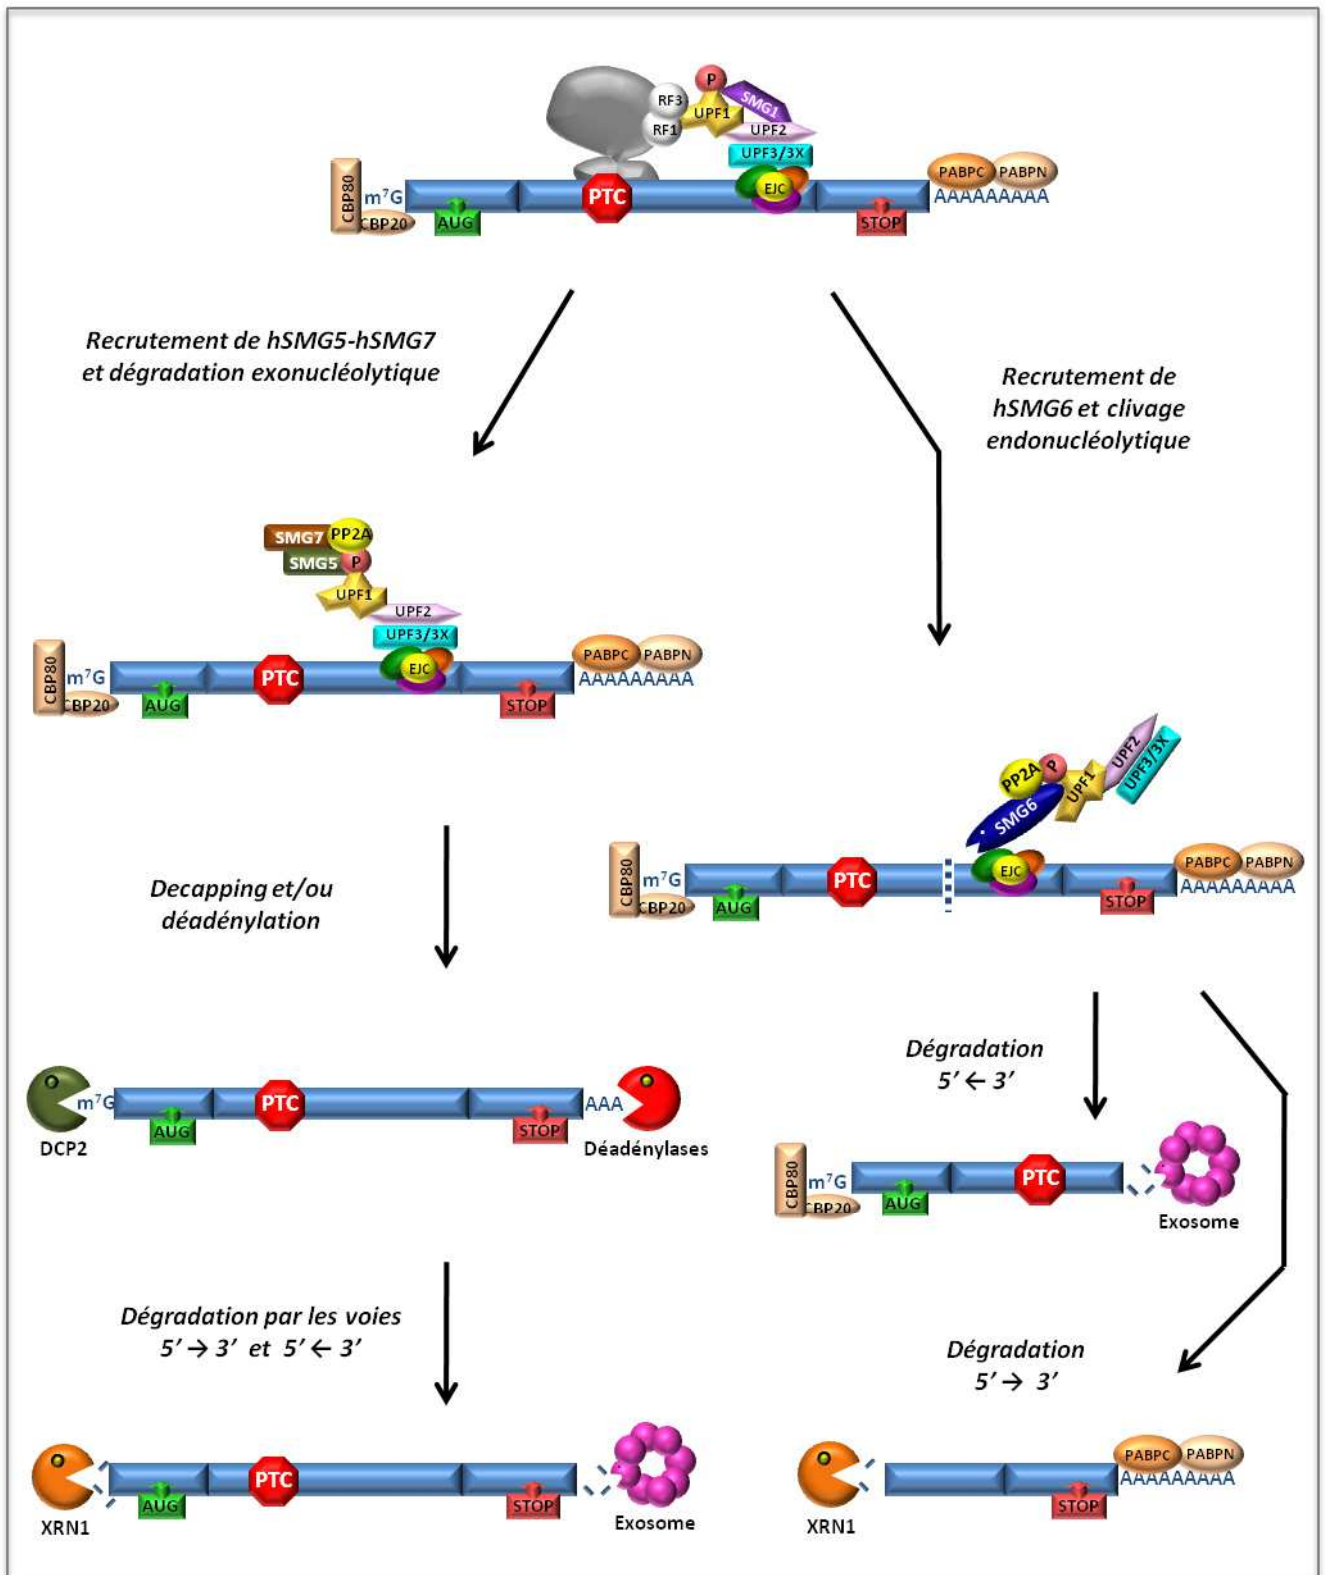 P
SMG1
RF3
UPF1
RF1
UPF2
UPF3/3X
CBP80
m⁷G
CBP20
AUG
PTC
EJC
STOP
PABPC PABPN
AAAAAAAAA
Recrutement de hSMG5-hSMG7
et dégradation exonucléolytique
Recrutement de
hSMG6 et clivage
endonucléolytique
SMG7 PP2A
SMG5 P
UPF1
UPF2
UPF3/3X
CBP80
m⁷G
CBP20
AUG
PTC
EJC
STOP
PABPC PABPN
AAAAAAAAA
PP2A
P
SMG6
UPF1
UPF2
UPF3/3X
CBP80
m⁷G
CBP20
AUG
PTC
EJC
STOP
PABPC PABPN
AAAAAAAAA
Decapping et/ou
déadénylation
DCP2
m⁷G
AUG
PTC
STOP
AAA
Déadénylases
Dégradation
5’ ← 3’
CBP80
m⁷G
CBP20
AUG
PTC
Exosome
Dégradation par les voies
5’ → 3’ et 5’ ← 3’
XRN1
AUG
PTC
STOP
Exosome
Dégradation
5’ → 3’
XRN1
STOP
PABPC PABPN
AAAAAAAAA